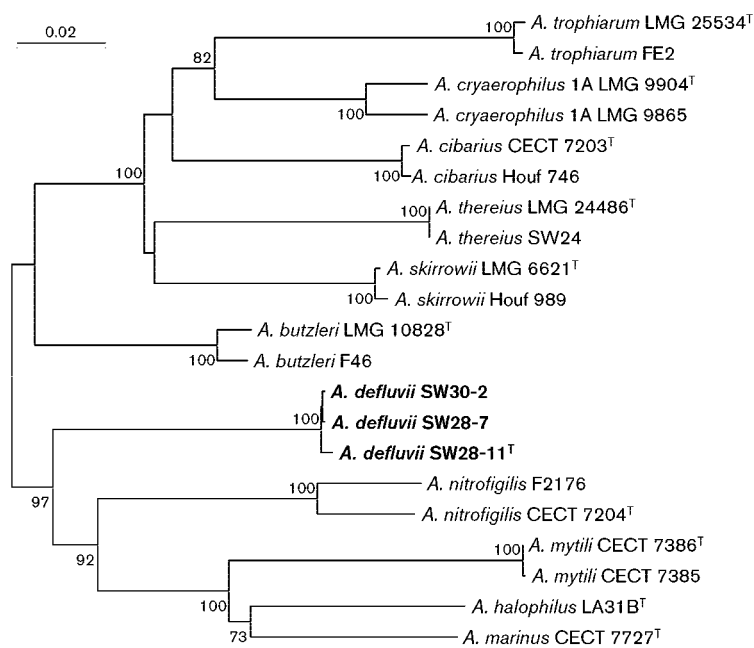 0.02
100
A. trophiarum LMG 25534ᵀ
A. trophiarum FE2
82
A. cryaerophilus 1A LMG 9904ᵀ
100
A. cryaerophilus 1A LMG 9865
A. cibarius CECT 7203ᵀ
100
A. cibarius Houf 746
100
100
A. thereius LMG 24486ᵀ
A. thereius SW24
A. skirrowii LMG 6621ᵀ
100
A. skirrowii Houf 989
A. butzleri LMG 10828ᵀ
100
A. butzleri F46
A. defluvii SW30-2
100
A. defluvii SW28-7
A. defluvii SW28-11ᵀ
97
100
A. nitrofigilis F2176
A. nitrofigilis CECT 7204ᵀ
92
100
A. mytili CECT 7386ᵀ
A. mytili CECT 7385
100
A. halophilus LA31Bᵀ
73
A. marinus CECT 7727ᵀ